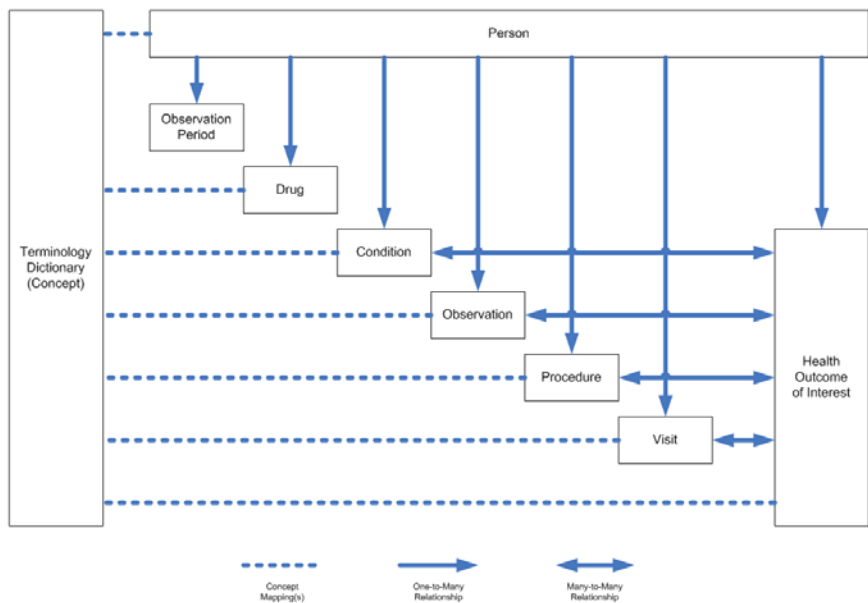 Person
Observation
Period
Drug
Terminology
Dictionary
(Concept)
Condition
Observation
Procedure
Health
Outcome
of Interest
Visit
Concept
Mapping(s)
One-to-Many
Relationship
Many-to-Many
Relationship